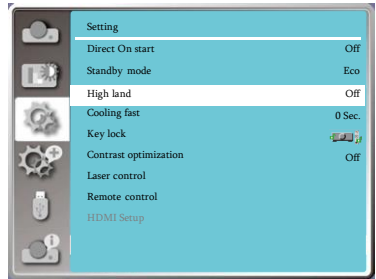 Setting
Direct On start Off
Standby mode Eco
High land Off
Cooling fast 0 Sec.
Key lock
Contrast optimization Off
Laser control
Remote control
HDMI Setup